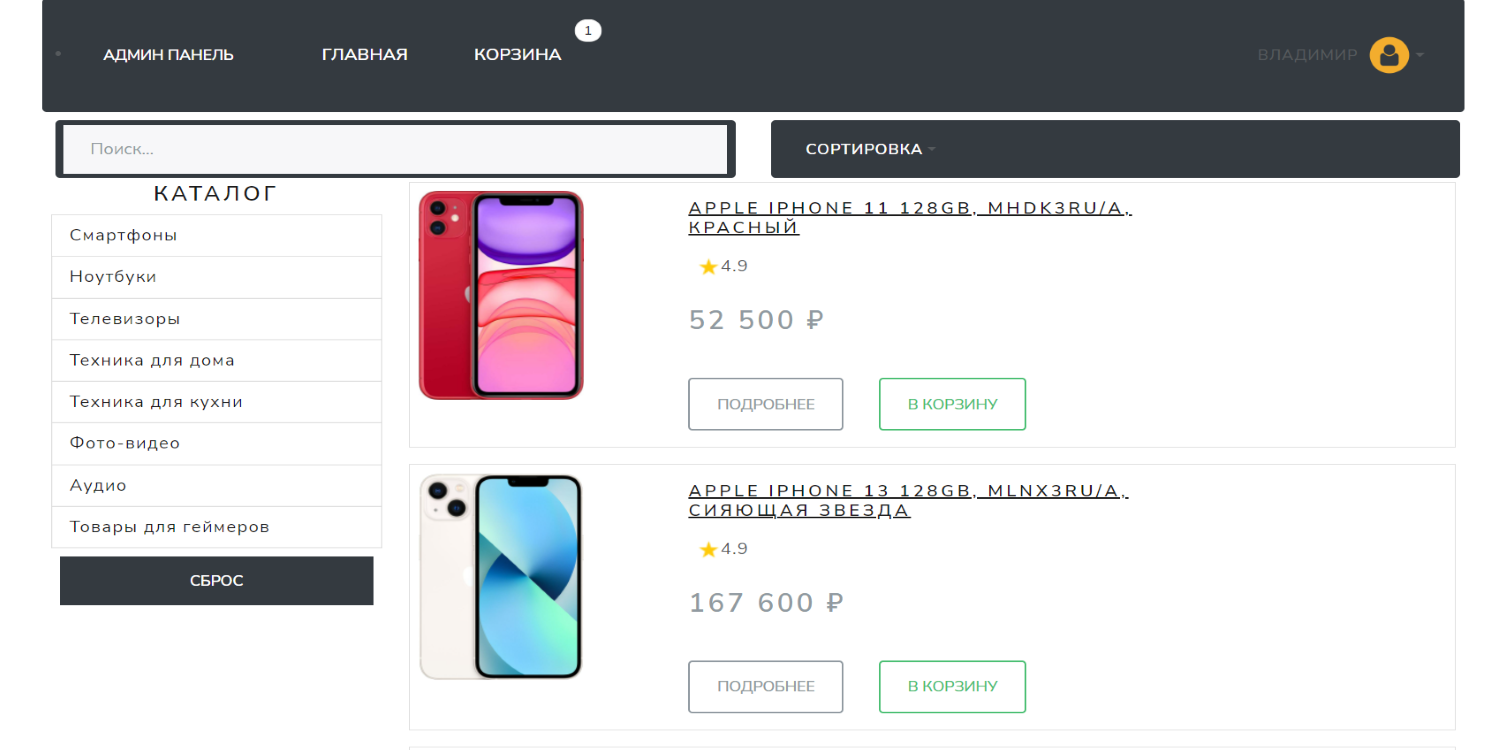 АДМИН ПАНЕЛЬ ГЛАВНАЯ КОРЗИНА 1 ВЛАДИМИР
Поиск... СОРТИРОВКА
КАТАЛОГ
Смартфоны
Ноутбуки
Телевизоры
Техника для дома
Техника для кухни
Фото-видео
Аудио
Товары для геймеров
СБРОС
APPLE IPHONE 11 128GB, MHDK3RU/A,
КРАСНЫЙ
4.9
52 500 ₽
ПОДРОБНЕЕ В КОРЗИНУ
APPLE IPHONE 13 128GB, MLNX3RU/A,
СИЯЮЩАЯ ЗВЕЗДА
4.9
167 600 ₽
ПОДРОБНЕЕ В КОРЗИНУ